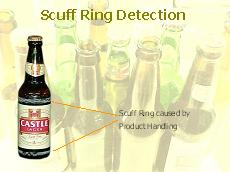 Scuff Ring Detection
Scuff Ring caused by
Product Handling
CASTLE
LAGER